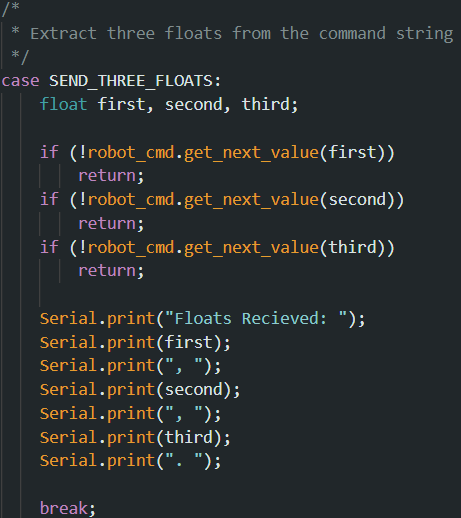 /*
 * Extract three floats from the command string
 */
case SEND_THREE_FLOATS:
    float first, second, third;

    if (!robot_cmd.get_next_value(first))
        return;
    if (!robot_cmd.get_next_value(second))
        return;
    if (!robot_cmd.get_next_value(third))
        return;

    Serial.print("Floats Recieved: ");
    Serial.print(first);
    Serial.print(", ");
    Serial.print(second);
    Serial.print(", ");
    Serial.print(third);
    Serial.print(". ");

    break;